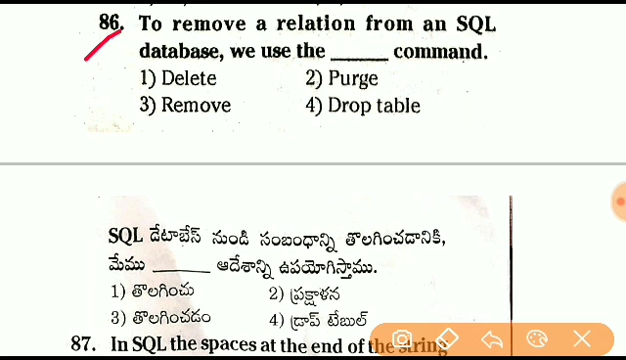 86. To remove a relation from an SQL
database, we use the ______ command.
1) Delete 2) Purge
3) Remove 4) Drop table
SQL డేటాబేస్ నుండి సంబంధాన్ని తొలగించడానికి,
మేము ______ ఆదేశాన్ని ఉపయోగిస్తాము.
1) తొలగించు 2) ప్రక్షాళన
3) తొలగించడం 4) డ్రాప్ టేబుల్
87. In SQL the spaces at the end of the string